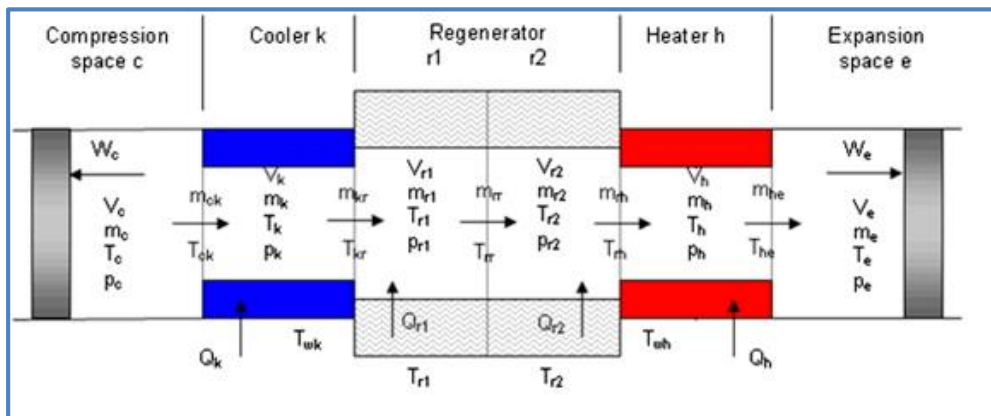 Compression
space c
Cooler k
Regenerator
r1 r2
Heater h
Expansion
space e
Wc
We
Vc
mc
Tc
pc
mck
Tck
Vk
mk
Tk
pk
mkr
Tkr
Vr1
mr1
Tr1
pr1
mrr
Trr
Vr2
mr2
Tr2
pr2
mrh
Trh
Vh
mh
Th
ph
mhe
The
Ve
me
Te
pe
Qk
Twk
Qr1
Qr2
Twh
Qh
Tr1
Tr2